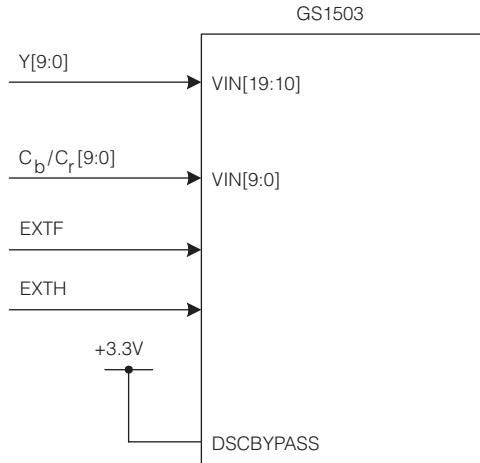 GS1503
Y[9:0]
VIN[19:10]
Cb/Cr[9:0]
VIN[9:0]
EXTF
EXTH
+3.3V
DSCBYPASS